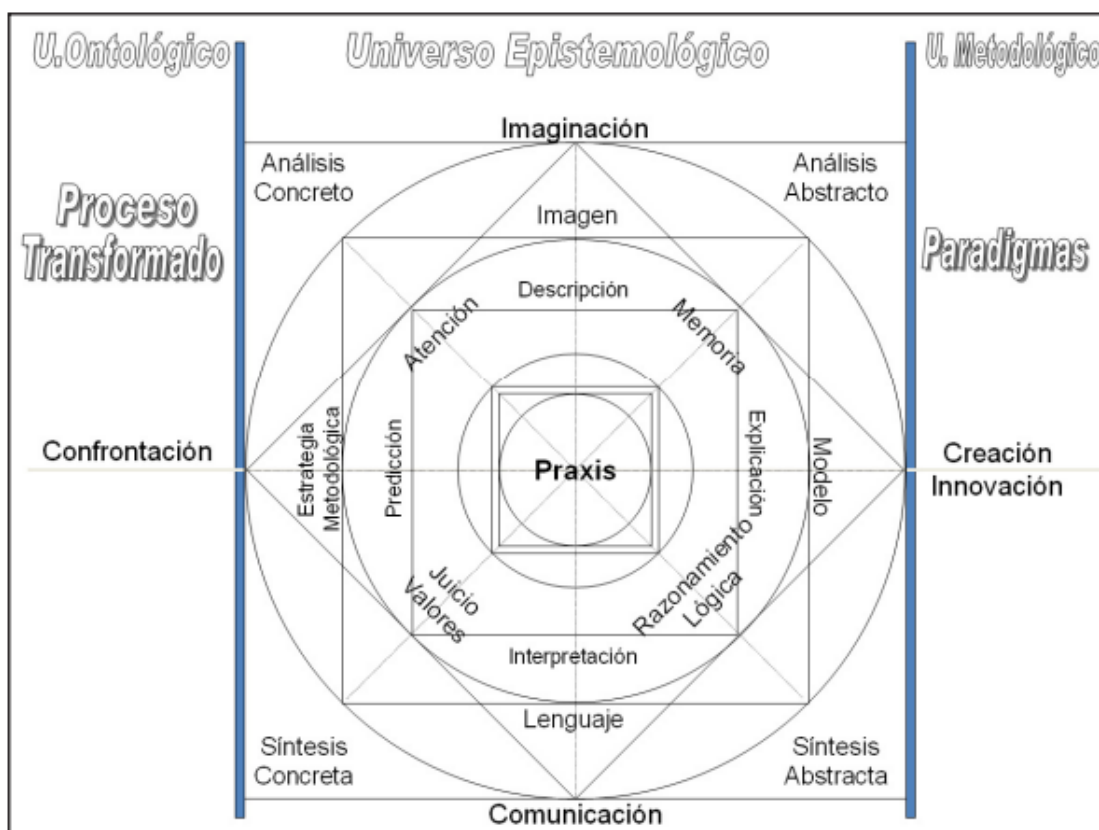 U.Ontológico
Universo Epistemológico
U. Metodológico
Imaginación
Análisis
Concreto
Análisis
Abstracto
Proceso
Transformado
Imagen
Paradigmas
Descripción
Atención
Memoria
Confrontación
Estrategia
Metodológica
Predicción
Praxis
Explicación
Modelo
Creación
Innovación
Juicio
Valores
Razonamiento
Lógica
Interpretación
Lenguaje
Síntesis
Concreta
Síntesis
Abstracta
Comunicación